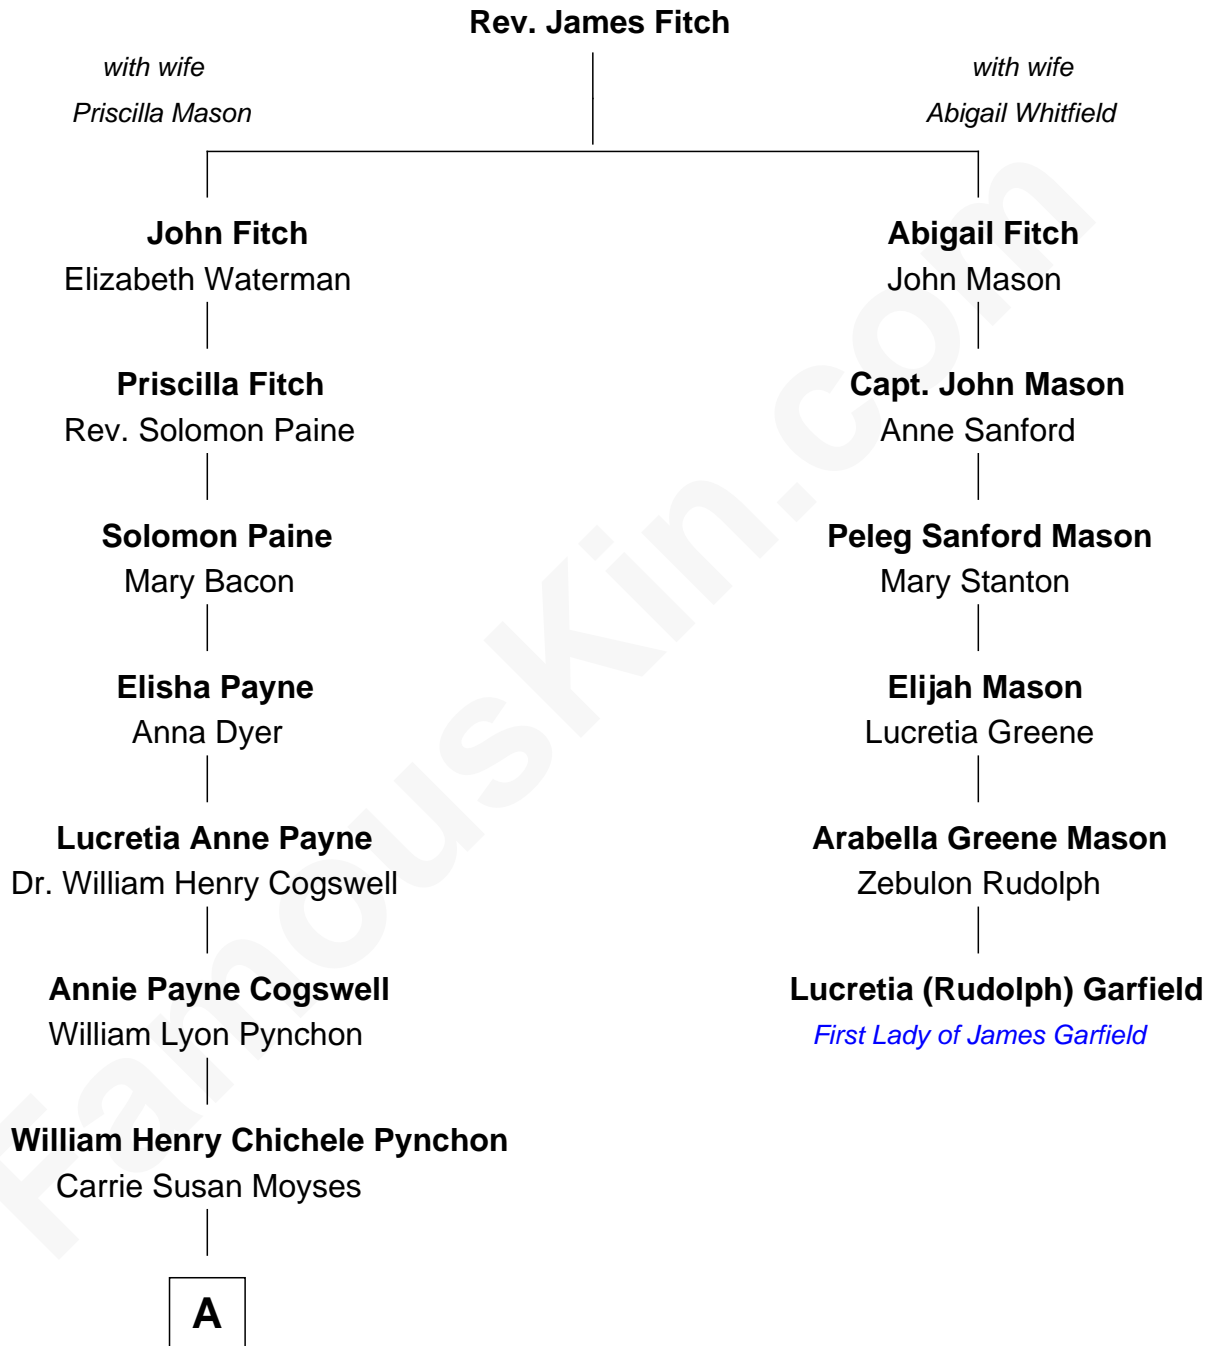 Rev. James Fitch
with wife
Priscilla Mason
with wife
Abigail Whitfield
John Fitch
Elizabeth Waterman
Abigail Fitch
John Mason
Priscilla Fitch
Rev. Solomon Paine
Capt. John Mason
Anne Sanford
Solomon Paine
Mary Bacon
Peleg Sanford Mason
Mary Stanton
Elisha Payne
Anna Dyer
Elijah Mason
Lucretia Greene
Lucretia Anne Payne
Dr. William Henry Cogswell
Arabella Greene Mason
Zebulon Rudolph
Annie Payne Cogswell
William Lyon Pynchon
Lucretia (Rudolph) Garfield
First Lady of James Garfield
William Henry Chichele Pynchon
Carrie Susan Moyses
A
FamousKin.com